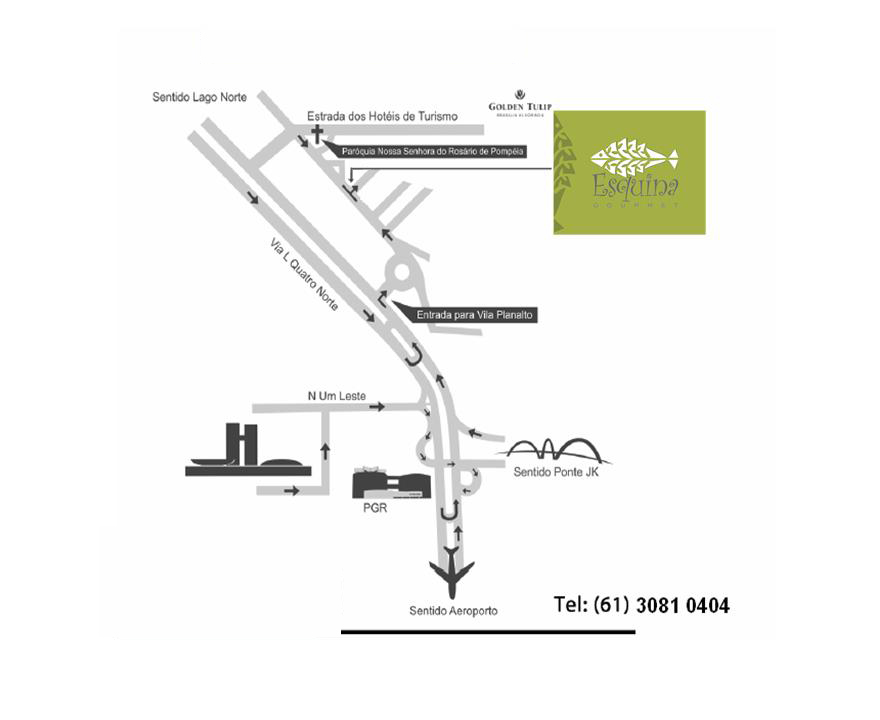 Sentido Lago Norte
Estrada dos Hotéis de Turismo
GOLDEN TULIP
BRASÍLIA ALVORADA
Paróquia Nossa Senhora do Rosário de Pompéia
Esquina
GOURMET
Via L Quatro Norte
Entrada para Vila Planalto
N Um Leste
Sentido Ponte JK
PGR
Sentido Aeroporto
Tel: (61) 3081 0404